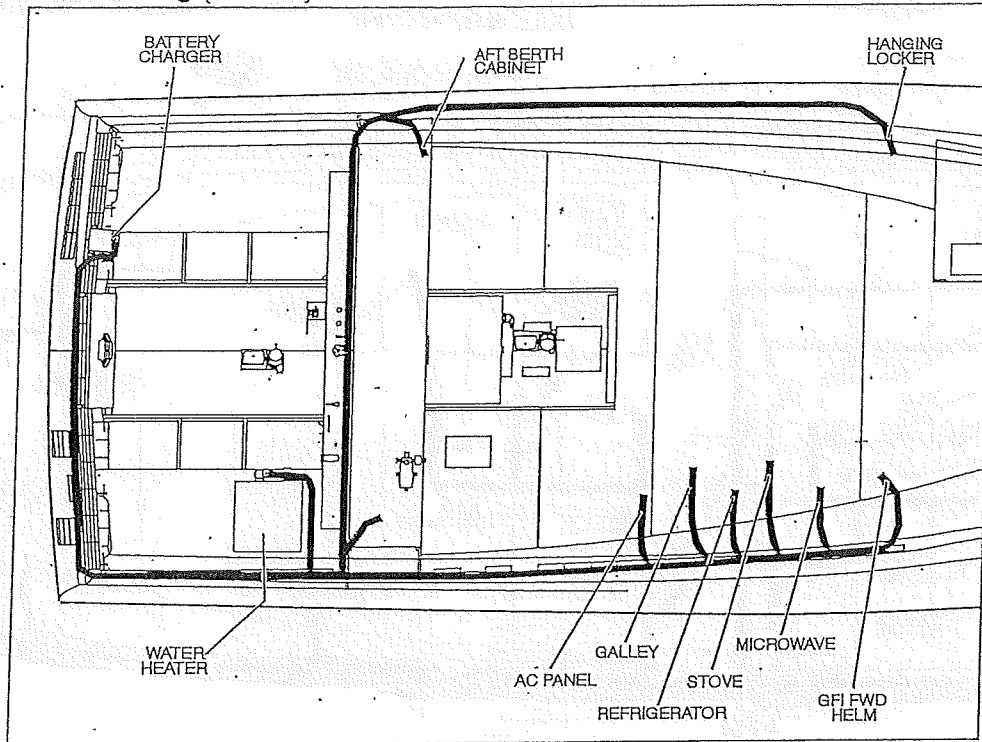 BATTERY
CHARGER
AFT BERTH
CABINET
HANGING
LOCKER
WATER
HEATER
AC PANEL
GALLEY
REFRIGERATOR
STOVE
MICROWAVE
GFI FWD
HELM